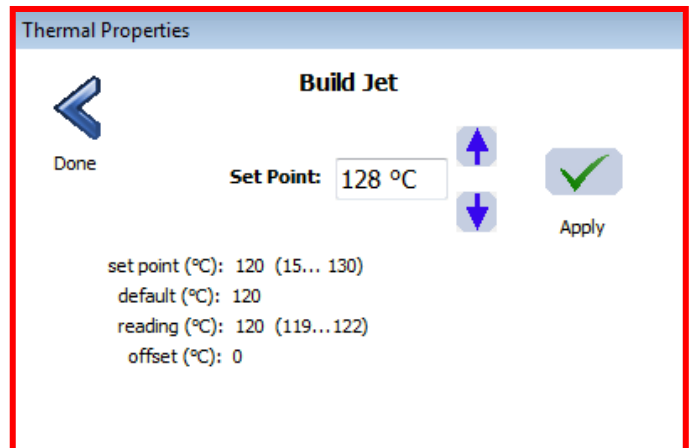 Thermal Properties
Build Jet
Done
Set Point: 128 °C
Apply
set point (°C): 120 (15... 130)
default (°C): 120
reading (°C): 120 (119...122)
offset (°C): 0